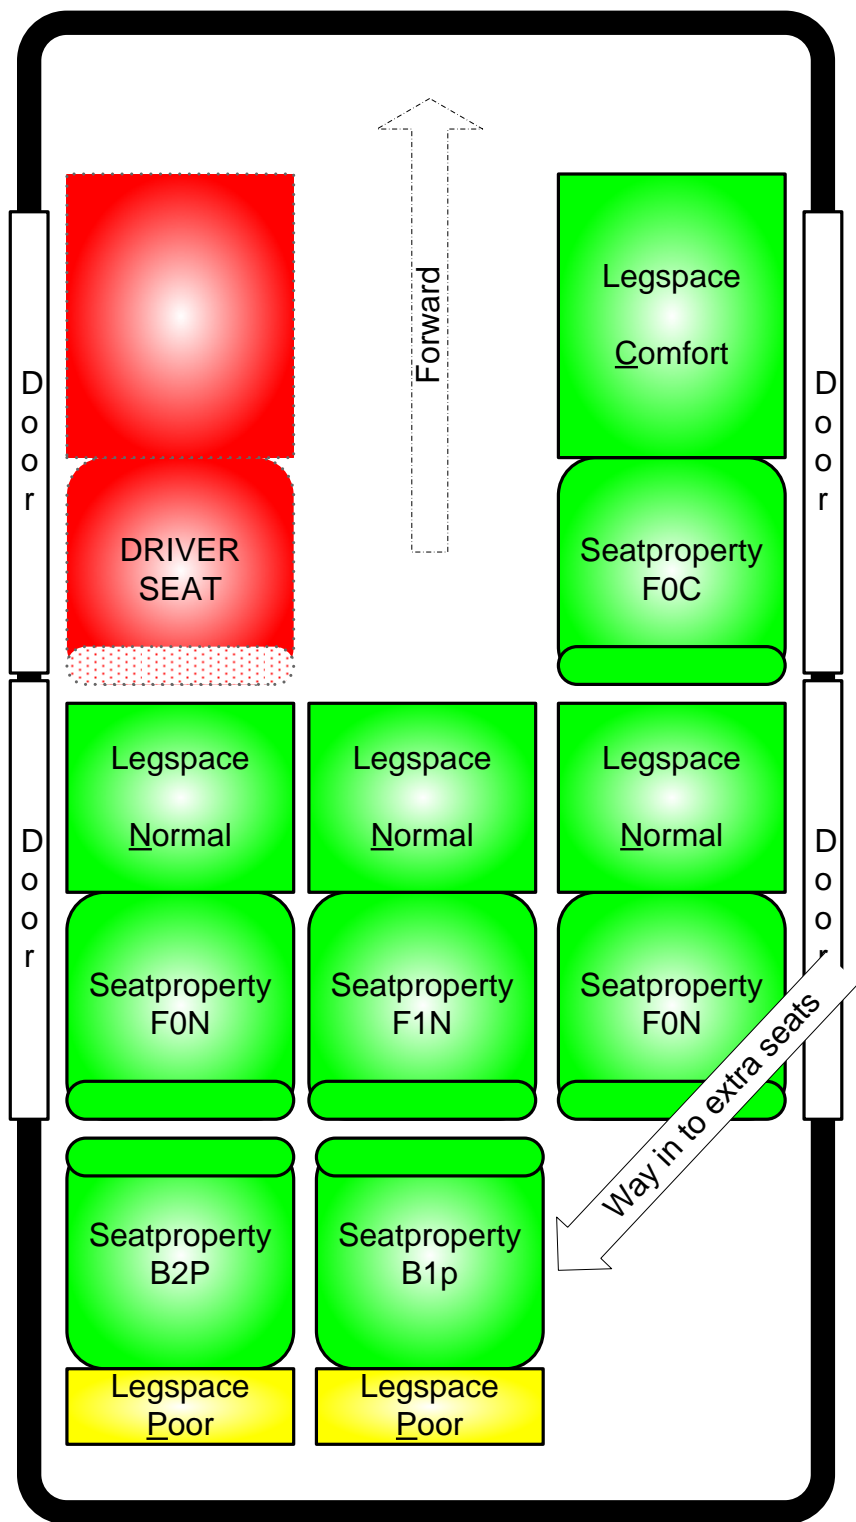 Forward
Legspace
Comfort
Door
Door
DRIVER
SEAT
Seatproperty
F0C
Legspace
Normal
Legspace
Normal
Legspace
Normal
Door
Door
Seatproperty
F0N
Seatproperty
F1N
Seatproperty
F0N
Way in to extra seats
Seatproperty
B2P
Seatproperty
B1p
Legspace
Poor
Legspace
Poor